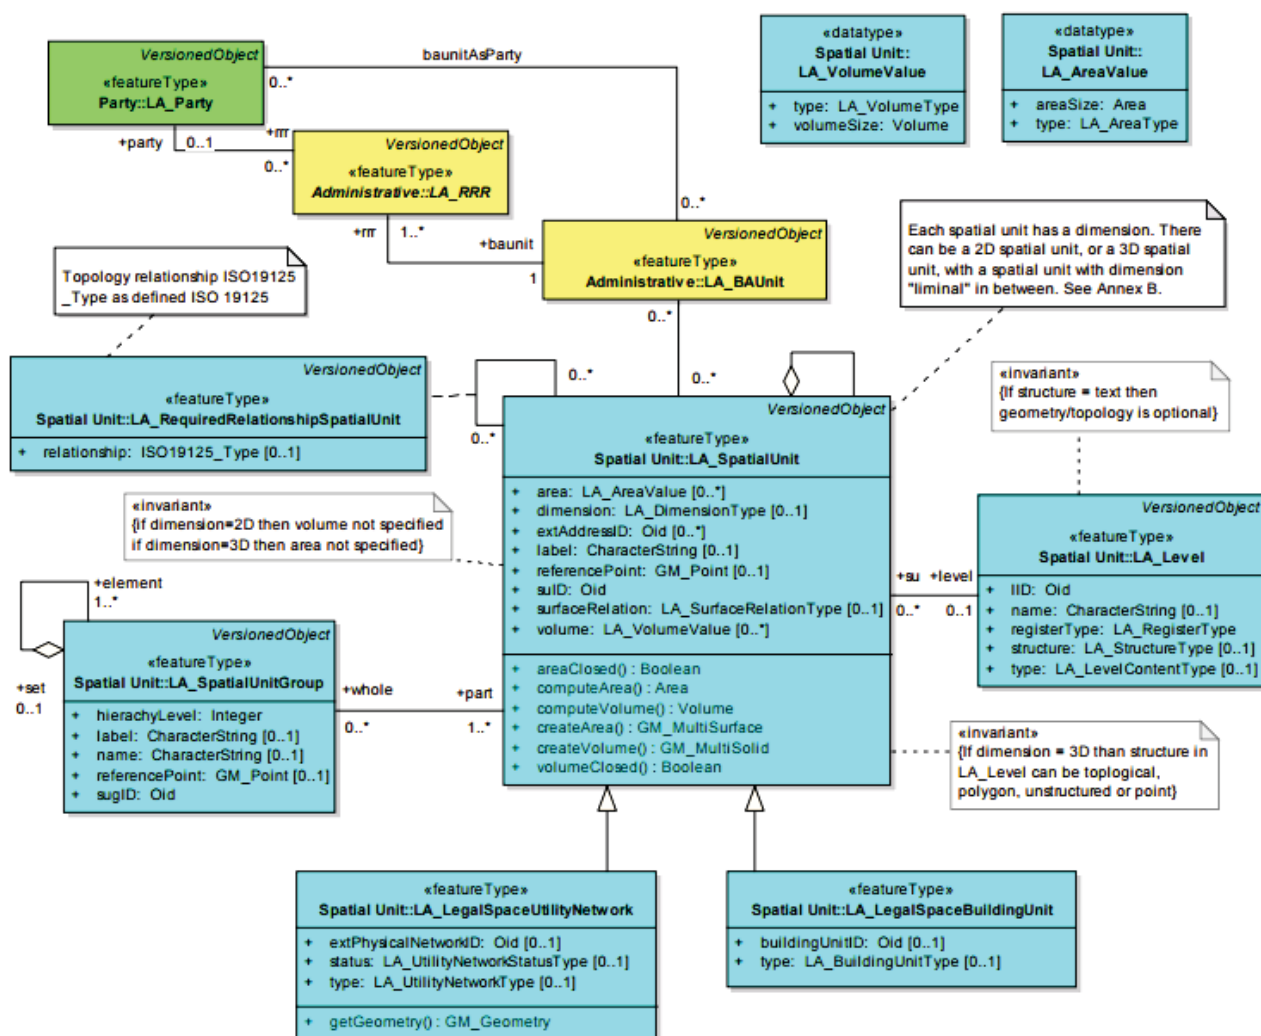 VersionedObject
«featureType»
Party::LA_Party
baunitAsParty
0..*
+party
0..1
+rrr
0..*
VersionedObject
«featureType»
Administrative::LA_RRR
+rrr
1..*
+baunit
1
0..*
VersionedObject
«featureType»
Administrative::LA_BAUnit
0..*
0..*
«datatype»
Spatial Unit::
LA_VolumeValue
+ type: LA_VolumeType
+ volumeSize: Volume
«datatype»
Spatial Unit::
LA_AreaValue
+ areaSize: Area
+ type: LA_AreaType
Each spatial unit has a dimension. There
can be a 2D spatial unit, or a 3D spatial
unit, with a spatial unit with dimension
"liminal" in between. See Annex B.
Topology relationship ISO19125
_Type as defined ISO 19125
VersionedObject
«featureType»
Spatial Unit::LA_RequiredRelationshipSpatialUnit
+ relationship: ISO19125_Type [0..1]
0..*
0..*
«invariant»
{If structure = text then
geometry/topology is optional}
«invariant»
{if dimension=2D then volume not specified
if dimension=3D then area not specified}
VersionedObject
«featureType»
Spatial Unit::LA_SpatialUnit
+ area: LA_AreaValue [0..*]
+ dimension: LA_DimensionType [0..1]
+ extAddressID: Oid [0..*]
+ label: CharacterString [0..1]
+ referencePoint: GM_Point [0..1]
+ suID: Oid
+ surfaceRelation: LA_SurfaceRelationType [0..1]
+ volume: LA_VolumeValue [0..*]
+ areaClosed() : Boolean
+ computeArea() : Area
+ computeVolume() : Volume
+ createArea() : GM_MultiSurface
+ createVolume() : GM_MultiSolid
+ volumeClosed() : Boolean
+su
+level
0..*
0..1
VersionedObject
«featureType»
Spatial Unit::LA_Level
+ lID: Oid
+ name: CharacterString [0..1]
+ registerType: LA_RegisterType
+ structure: LA_StructureType [0..1]
+ type: LA_LevelContentType [0..1]
+element
1..*
+set
0..1
VersionedObject
«featureType»
Spatial Unit::LA_SpatialUnitGroup
+ hierachyLevel: Integer
+ label: CharacterString [0..1]
+ name: CharacterString [0..1]
+ referencePoint: GM_Point [0..1]
+ sugID: Oid
+whole
0..*
+part
1..*
«invariant»
{If dimension = 3D than structure in
LA_Level can be toplogical,
polygon, unstructured or point}
«featureType»
Spatial Unit::LA_LegalSpaceUtilityNetwork
+ extPhysicalNetworkID: Oid [0..1]
+ status: LA_UtilityNetworkStatusType [0..1]
+ type: LA_UtilityNetworkType [0..1]
+ getGeometry() : GM_Geometry
«featureType»
Spatial Unit::LA_LegalSpaceBuildingUnit
+ buildingUnitID: Oid [0..1]
+ type: LA_BuildingUnitType [0..1]